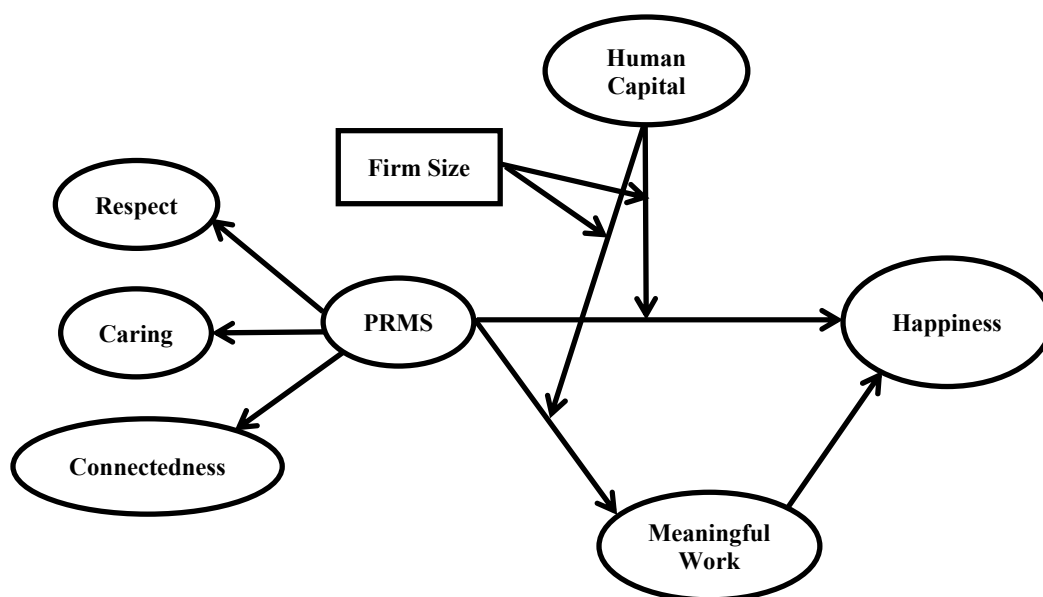 Human
Capital
Firm Size
Respect
Caring
PRMS
Happiness
Connectedness
Meaningful
Work